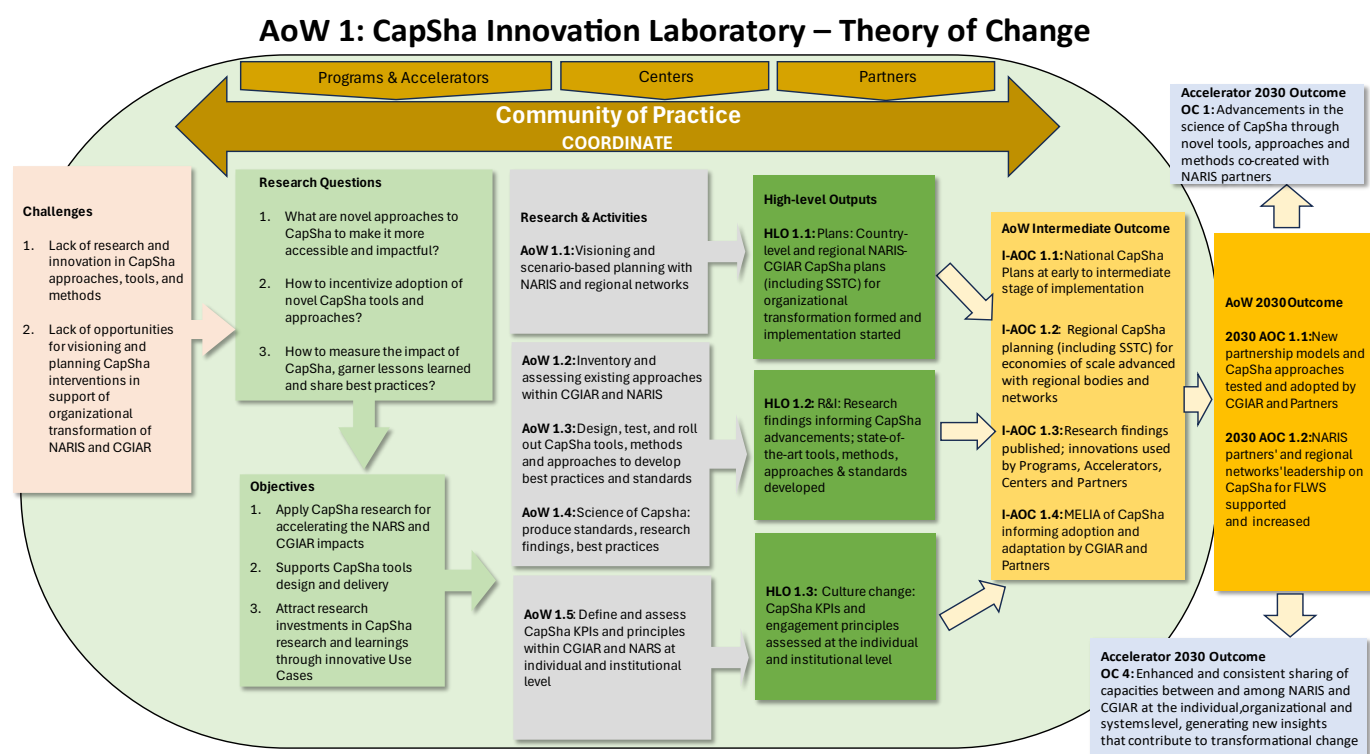 AoW 1: CapSha Innovation Laboratory – Theory of Change
Programs & Accelerators
Centers
Partners
Community of Practice
COORDINATE
Challenges
1. Lack of research and
innovation in CapSha
approaches, tools, and
methods
2. Lack of opportunities
for visioning and
planning CapSha
interventions in
support of
organizational
transformation of
NARIS and CGIAR
Research Questions
1. What are novel approaches to
CapSha to make it more
accessible and impactful?
2. How to incentivize adoption of
novel CapSha tools and
approaches?
3. How to measure the impact of
CapSha, garner lessons learned
and share best practices?
Objectives
1. Apply CapSha research for
accelerating the NARS and
CGIAR impacts
2. Supports CapSha tools
design and delivery
3. Attract research
investments in CapSha
research and learnings
through innovative Use
Cases
Research & Activities
AoW 1.1: Visioning and
scenario-based planning with
NARIS and regional networks
AoW 1.2: Inventory and
assessing existing approaches
within CGIAR and NARIS
AoW 1.3: Design, test, and roll
out CapSha tools, methods
and approaches to develop
best practices and standards
AoW 1.4: Science of Capsha:
produce standards, research
findings, best practices
AoW 1.5: Define and assess
CapSha KPIs and principles
within CGIAR and NARS at
individual and institutional
level
High-level Outputs
HLO 1.1: Plans: Country-
level and regional NARIS-
CGIAR CapSha plans
(including SSTC) for
organizational
transformation formed and
implementation started
HLO 1.2: R&I: Research
findings informing CapSha
advancements; state-of-
the-art tools, methods,
approaches & standards
developed
HLO 1.3: Culture change:
CapSha KPIs and
engagement principles
assessed at the individual
and institutional level
AoW Intermediate Outcome
I-AOC 1.1: National CapSha
Plans at early to intermediate
stage of implementation
I-AOC 1.2: Regional CapSha
planning (including SSTC) for
economies of scale advanced
with regional bodies and
networks
I-AOC 1.3: Research findings
published; innovations used
by Programs, Accelerators,
Centers and Partners
I-AOC 1.4: MELIA of CapSha
informing adoption and
adaptation by CGIAR and
Partners
Accelerator 2030 Outcome
OC 1: Advancements in the
science of CapSha through
novel tools, approaches and
methods co-created with
NARIS partners
AoW 2030 Outcome
2030 AOC 1.1: New
partnership models and
CapSha approaches
tested and adopted by
CGIAR and Partners
2030 AOC 1.2: NARIS
partners' and regional
networks' leadership on
CapSha for FLWS
supported
and increased
Accelerator 2030 Outcome
OC 4: Enhanced and consistent sharing of
capacities between and among NARIS and
CGIAR at the individual,organizational and
systems level, generating new insights
that contribute to transformational change